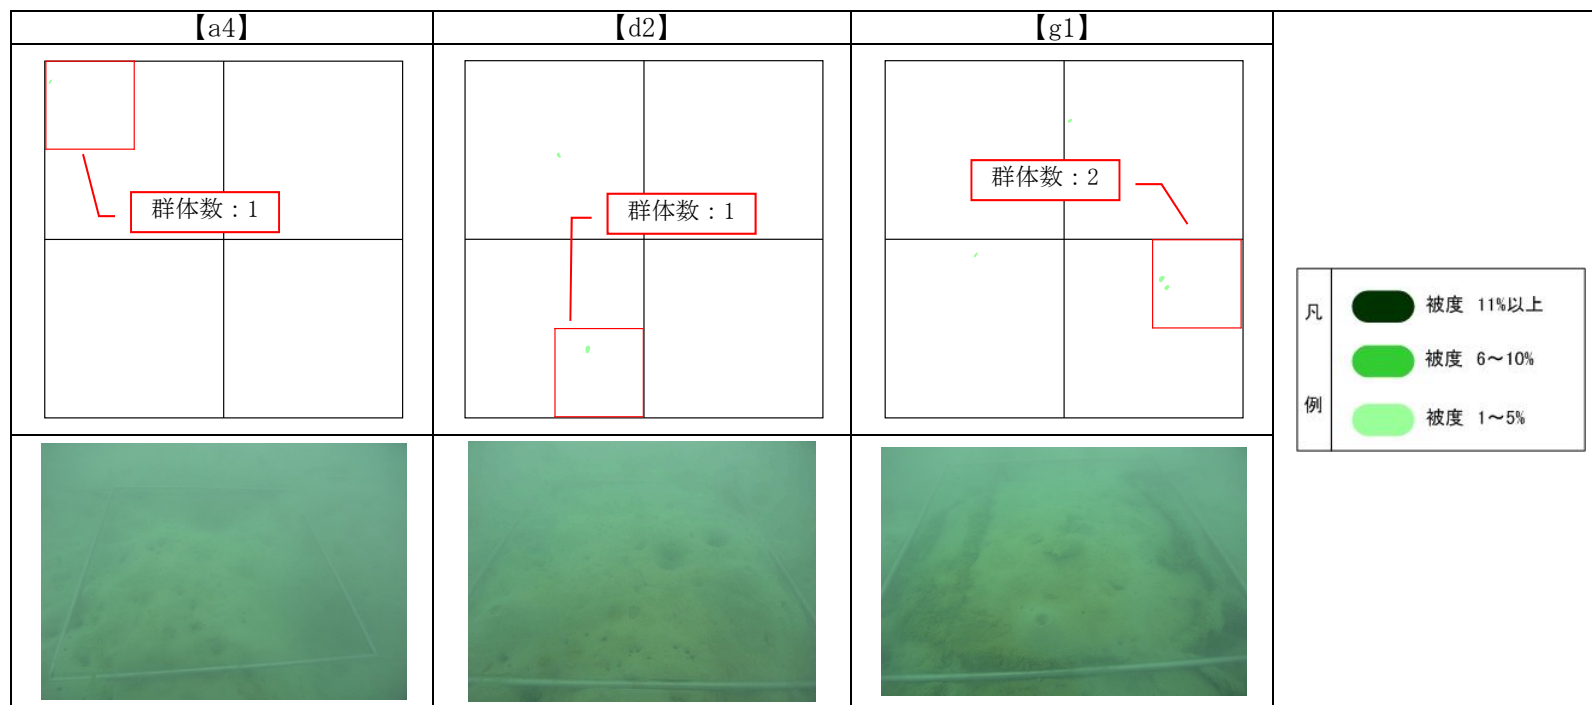 【a4】
【d2】
【g1】
群体数：1
群体数：1
群体数：2
凡例
被度 11%以上
被度 6～10%
被度 1～5%